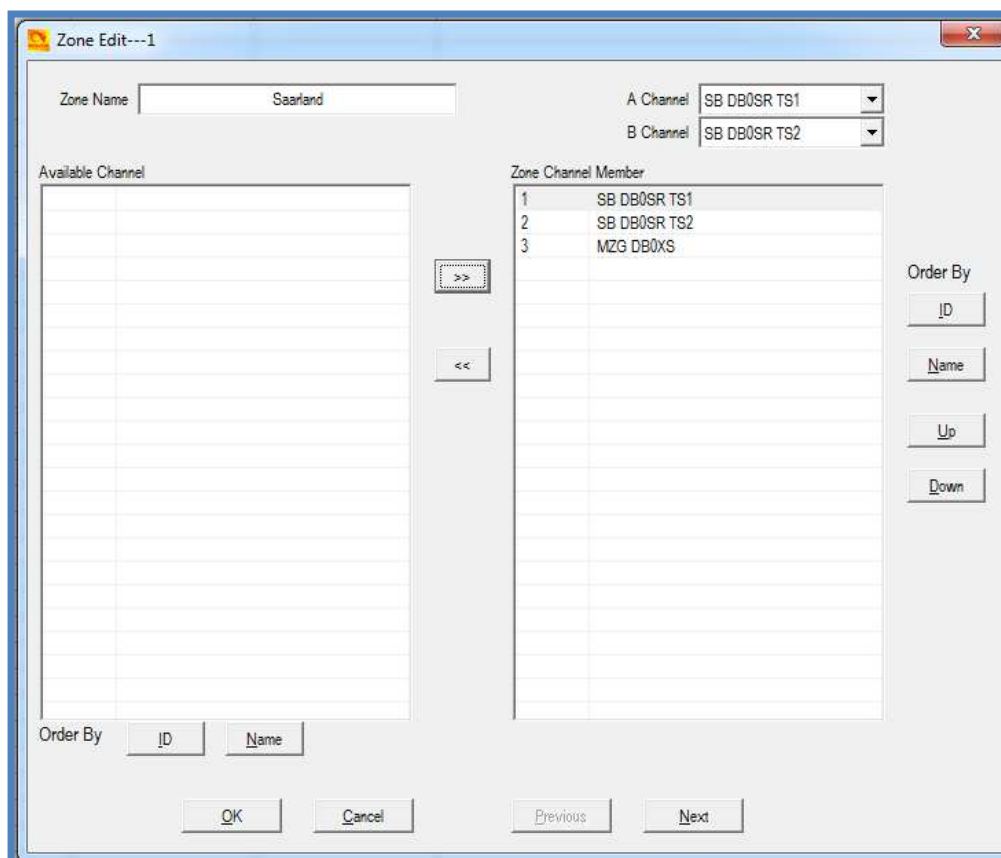 Zone Edit---1
Zone Name Saarland
A Channel SB DB0SR TS1
B Channel SB DB0SR TS2
Available Channel
Zone Channel Member
1 SB DB0SR TS1
2 SB DB0SR TS2
3 MZG DB0XS
>>
<<
Order By
ID
Name
Up
Down
Order By ID Name
OK Cancel Previous Next